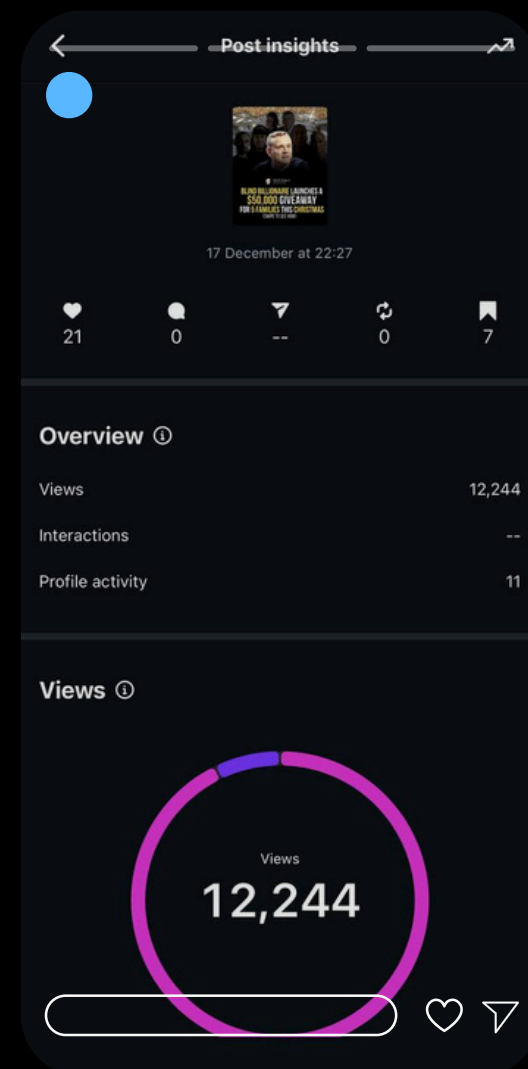 Post insights
BLIND BILLIONAIRE LAUNCHES A
$50,000 GIVEAWAY
FOR 5 FAMILIES THIS CHRISTMAS
17 December at 22:27
21
0
--
0
7
Overview
Views
12,244
Interactions
--
Profile activity
11
Views
Views
12,244